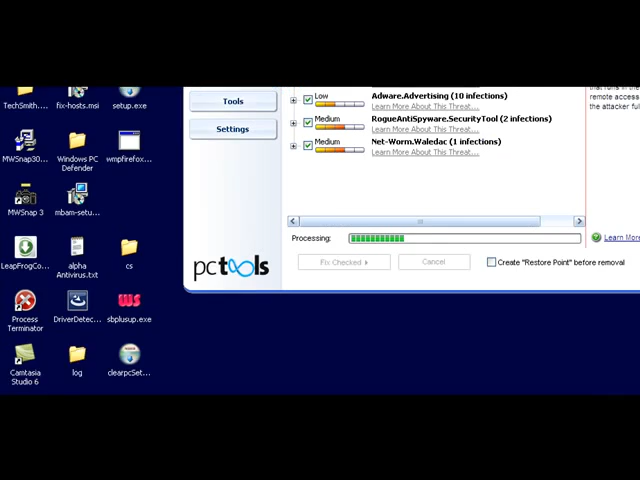 TechSmith....
fix-hosts.msi
setup.exe
MWSnap30...
Windows PC
Defender
wmpfirefox...
MWSnap 3
mbam-setu...
LeapFrogCo...
alpha
Antivirus.txt
cs
Process
Terminator
DriverDetec...
sbplusup.exe
Camtasia
Studio 6
log
clearpcSet...
Tools
Settings
pctools
Low
Adware.Advertising (10 infections)
Learn More About This Threat...
Medium
RogueAntiSpyware.SecurityTool (2 infections)
Learn More About This Threat...
Medium
Net-Worm.Waledac (1 infections)
Learn More About This Threat...
remote access
the attacker full
Processing:
Learn More
Fix Checked
Cancel
Create "Restore Point" before removal
ws